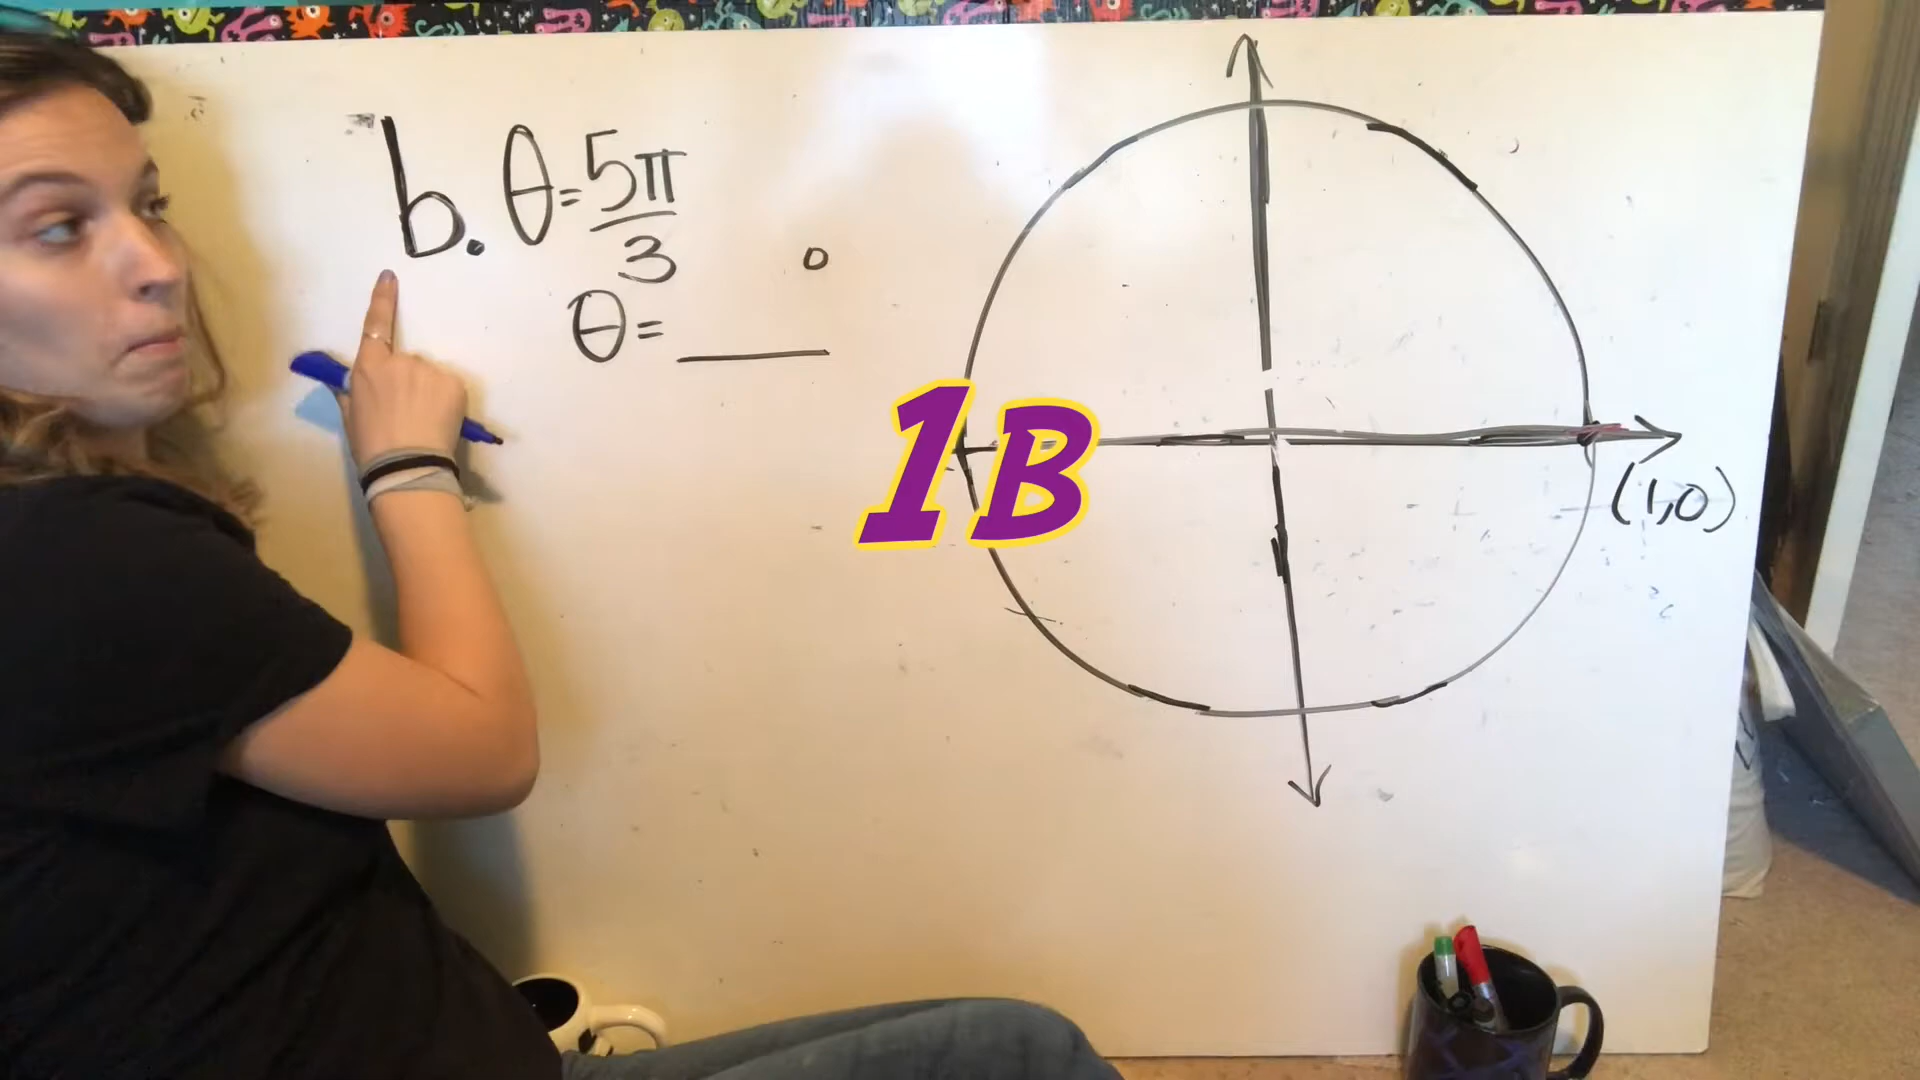 b. θ = 5π/3
θ = ____°
1B
(1,0)